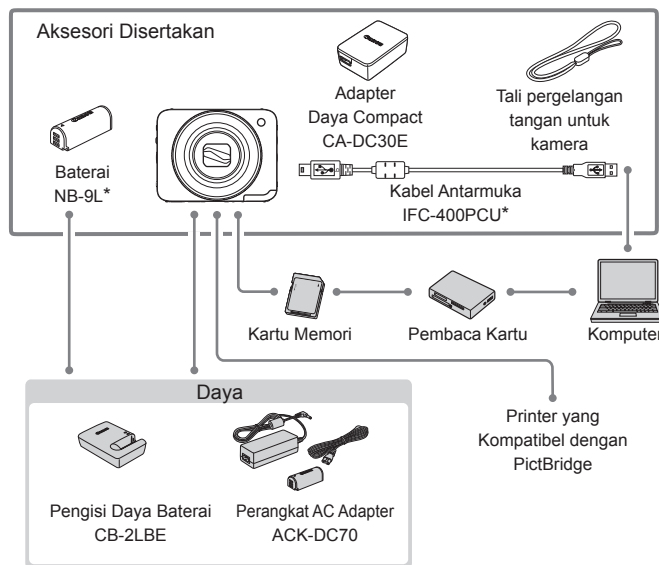 Aksesori Disertakan
Baterai
NB-9L*
Adapter
Daya Compact
CA-DC30E
Tali pergelangan
tangan untuk
kamera
Kabel Antarmuka
IFC-400PCU*
Kartu Memori
Pembaca Kartu
Komputer
Daya
Pengisi Daya Baterai
CB-2LBE
Perangkat AC Adapter
ACK-DC70
Printer yang
Kompatibel dengan
PictBridge